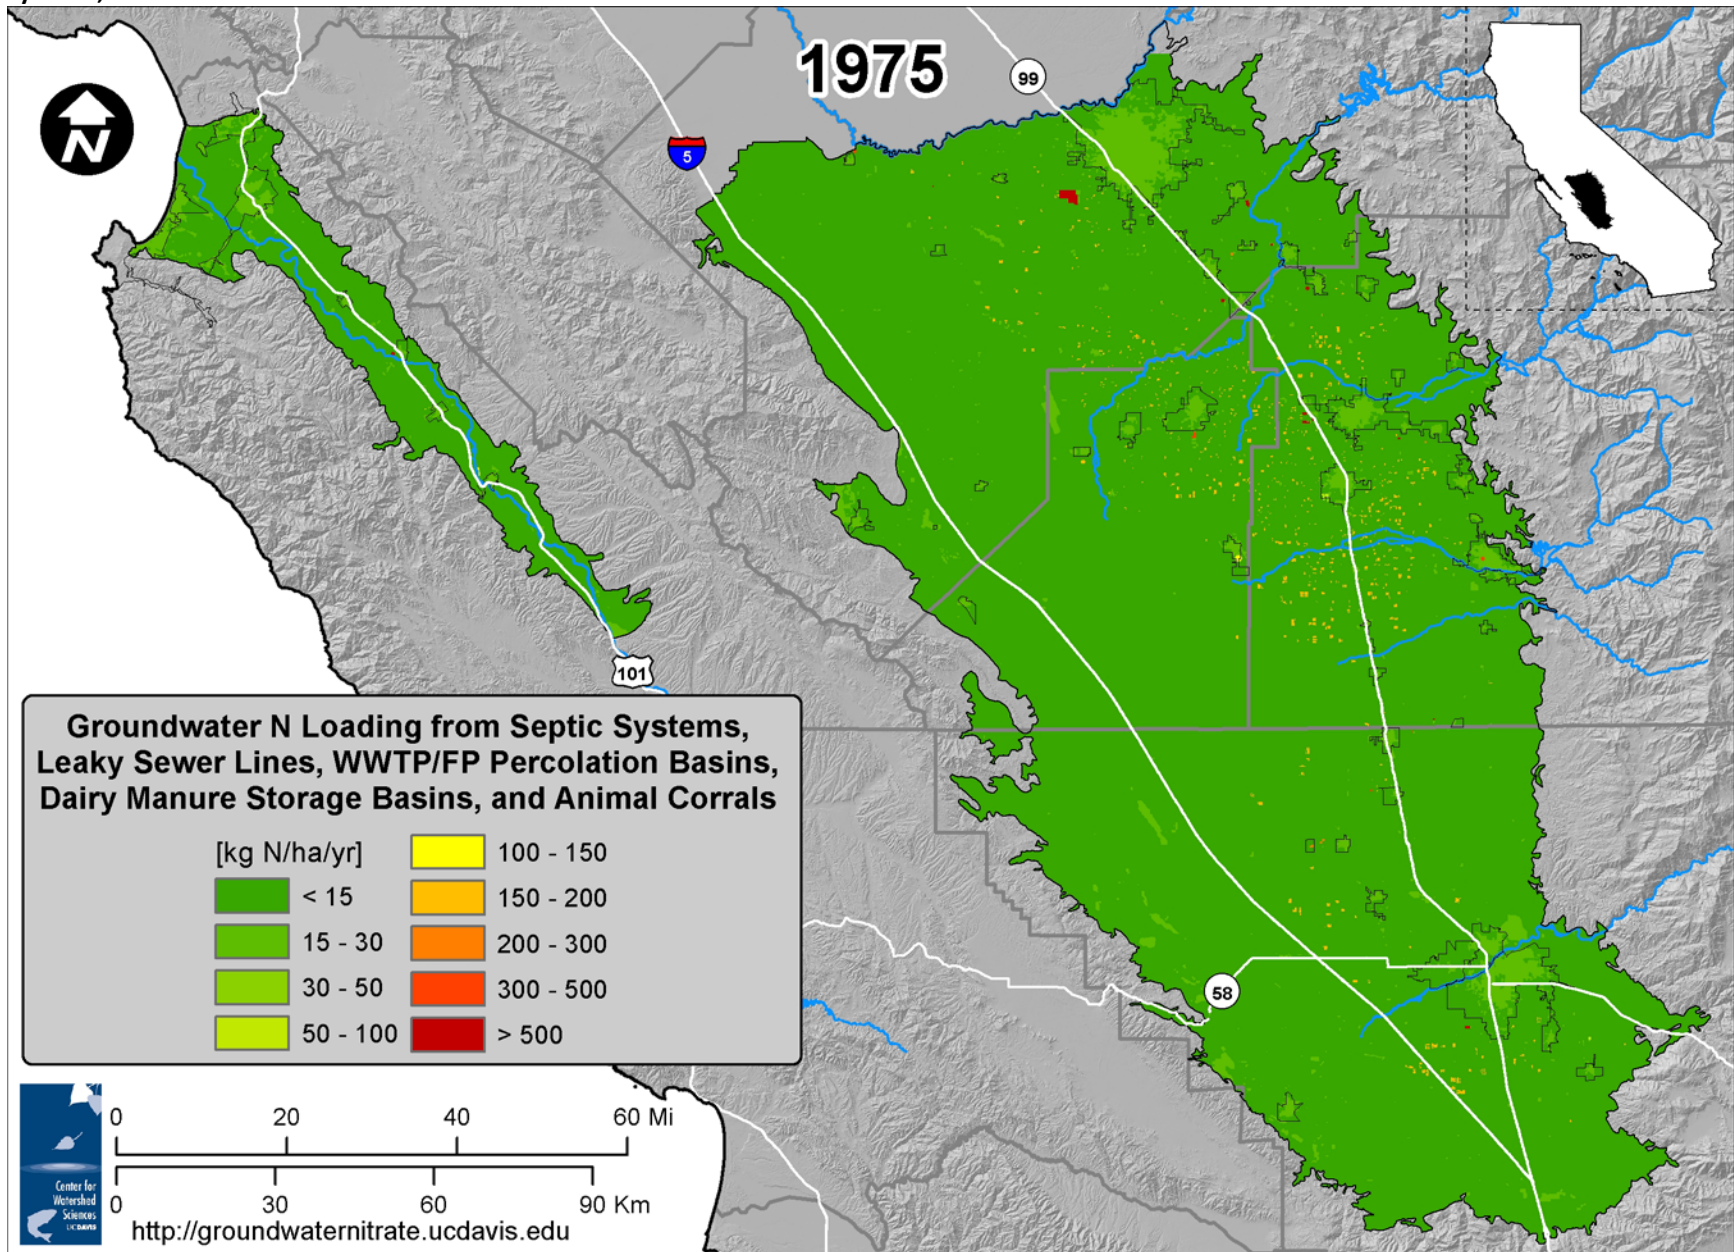 1975
99
5
N
101
Groundwater N Loading from Septic Systems,
Leaky Sewer Lines, WWTP/FP Percolation Basins,
Dairy Manure Storage Basins, and Animal Corrals
[kg N/ha/yr]
< 15
15 - 30
30 - 50
50 - 100
100 - 150
150 - 200
200 - 300
300 - 500
> 500
58
0 20 40 60 Mi
0 30 60 90 Km
Center for
Watershed
Sciences
UC DAVIS
http://groundwaternitrate.ucdavis.edu